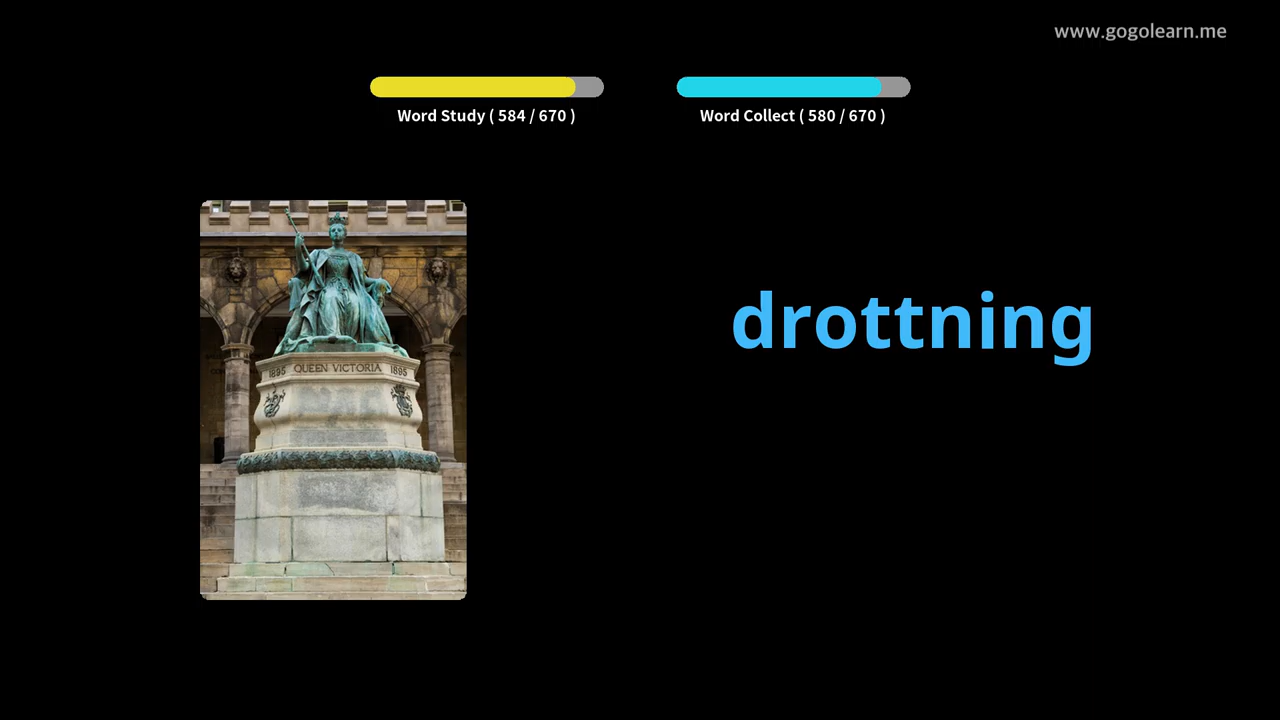 www.gogolearn.me
Word Study ( 584 / 670 )
Word Collect ( 580 / 670 )
drottning
1895 QUEEN VICTORIA 1895